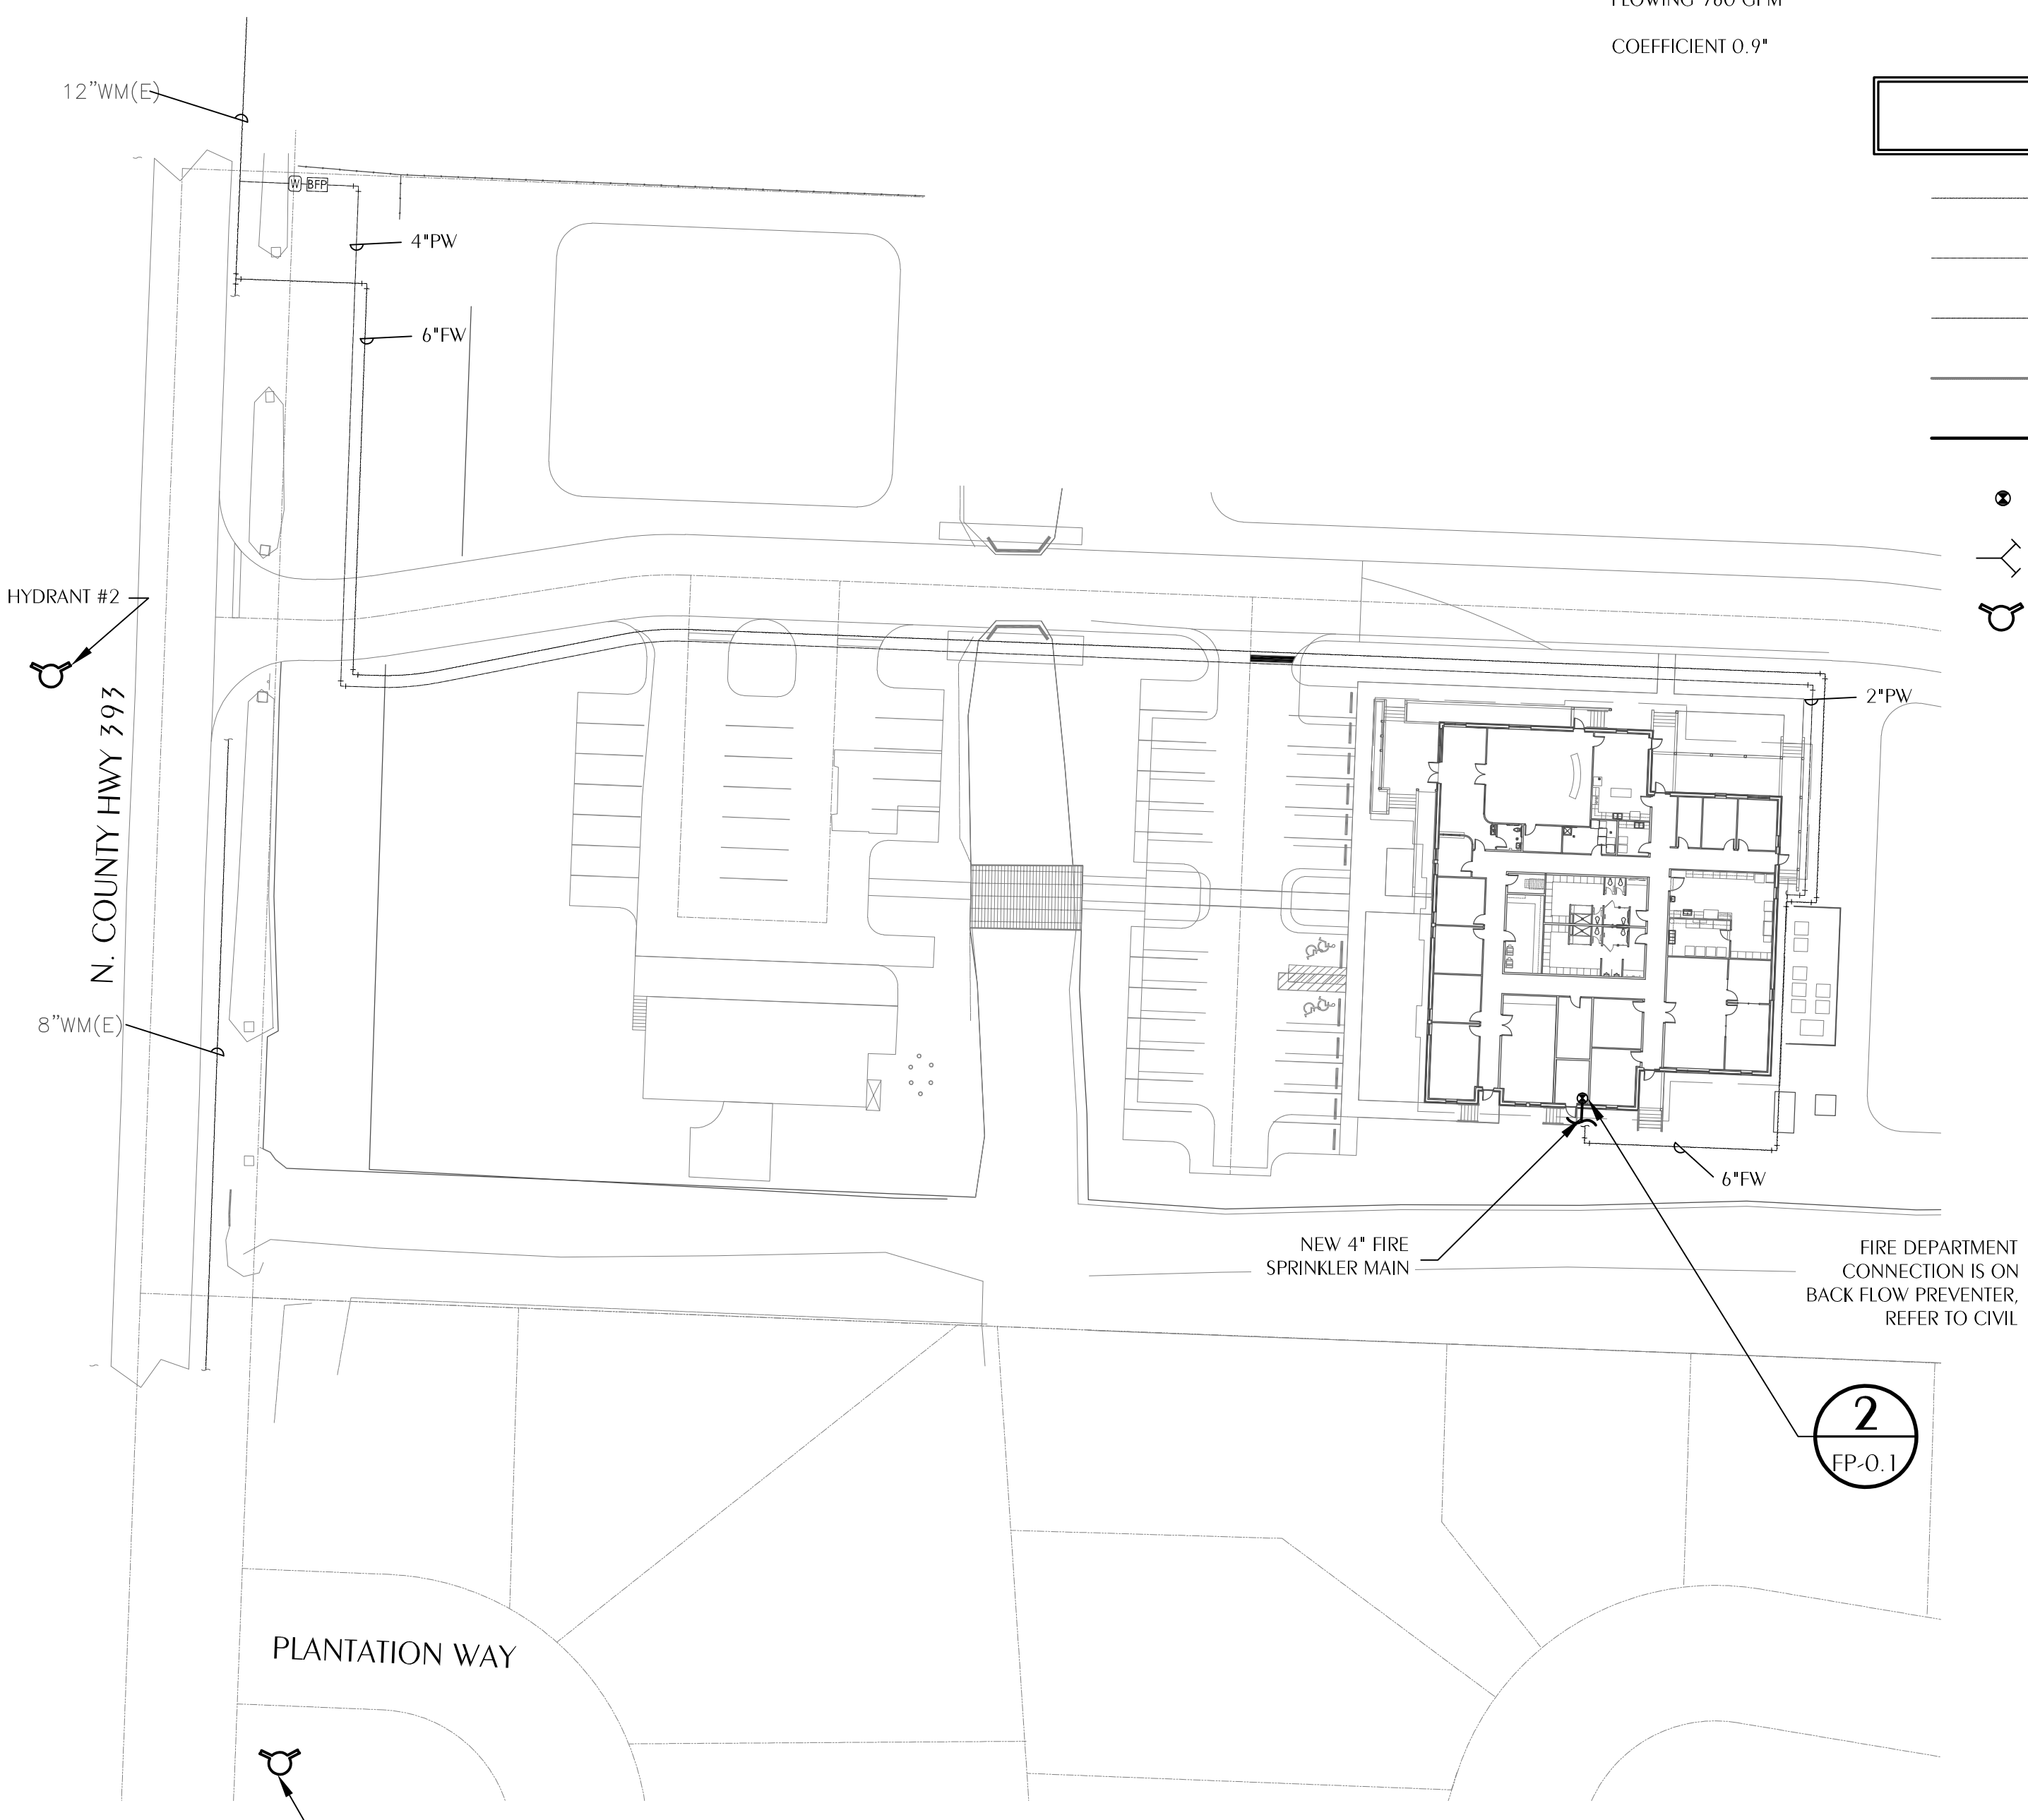 COEFFICIENT 0.9"
12"WM(E)
W
BFP
4"PW
6"FW
HYDRANT #2
2"PW
N. COUNTY HWY 393
8"WM(E)
6"FW
NEW 4" FIRE
SPRINKLER MAIN
FIRE DEPARTMENT
CONNECTION IS ON
BACK FLOW PREVENTER,
REFER TO CIVIL
2
FP-0.1
PLANTATION WAY